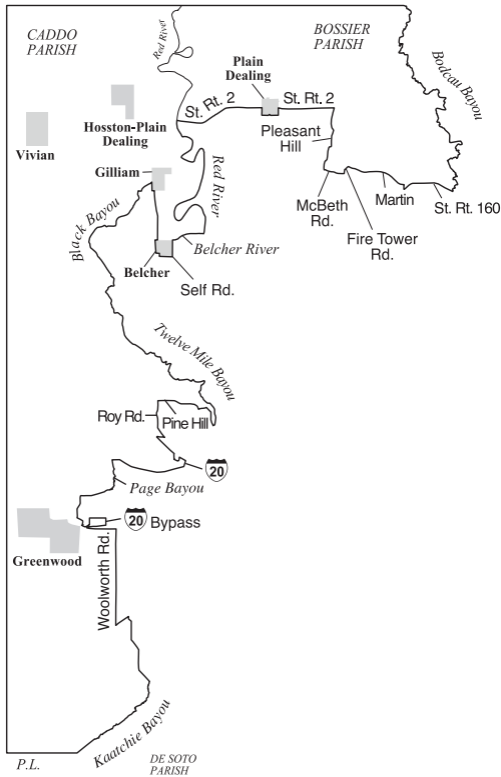 CADDO
PARISH
Red River
BOSSIER
PARISH
Bodcau Bayou
Plain
Dealing
St. Rt. 2
St. Rt. 2
Hosston-Plain
Dealing
Vivian
Pleasant
Hill
Gilliam
Red River
McBeth
Rd.
Martin
St. Rt. 160
Fire Tower
Rd.
Black Bayou
Belcher River
Belcher
Self Rd.
Twelve Mile Bayou
Roy Rd.
Pine Hill
20
Page Bayou
20 Bypass
Greenwood
Woolworth Rd.
Kaatchie Bayou
P.L.
DE SOTO
PARISH